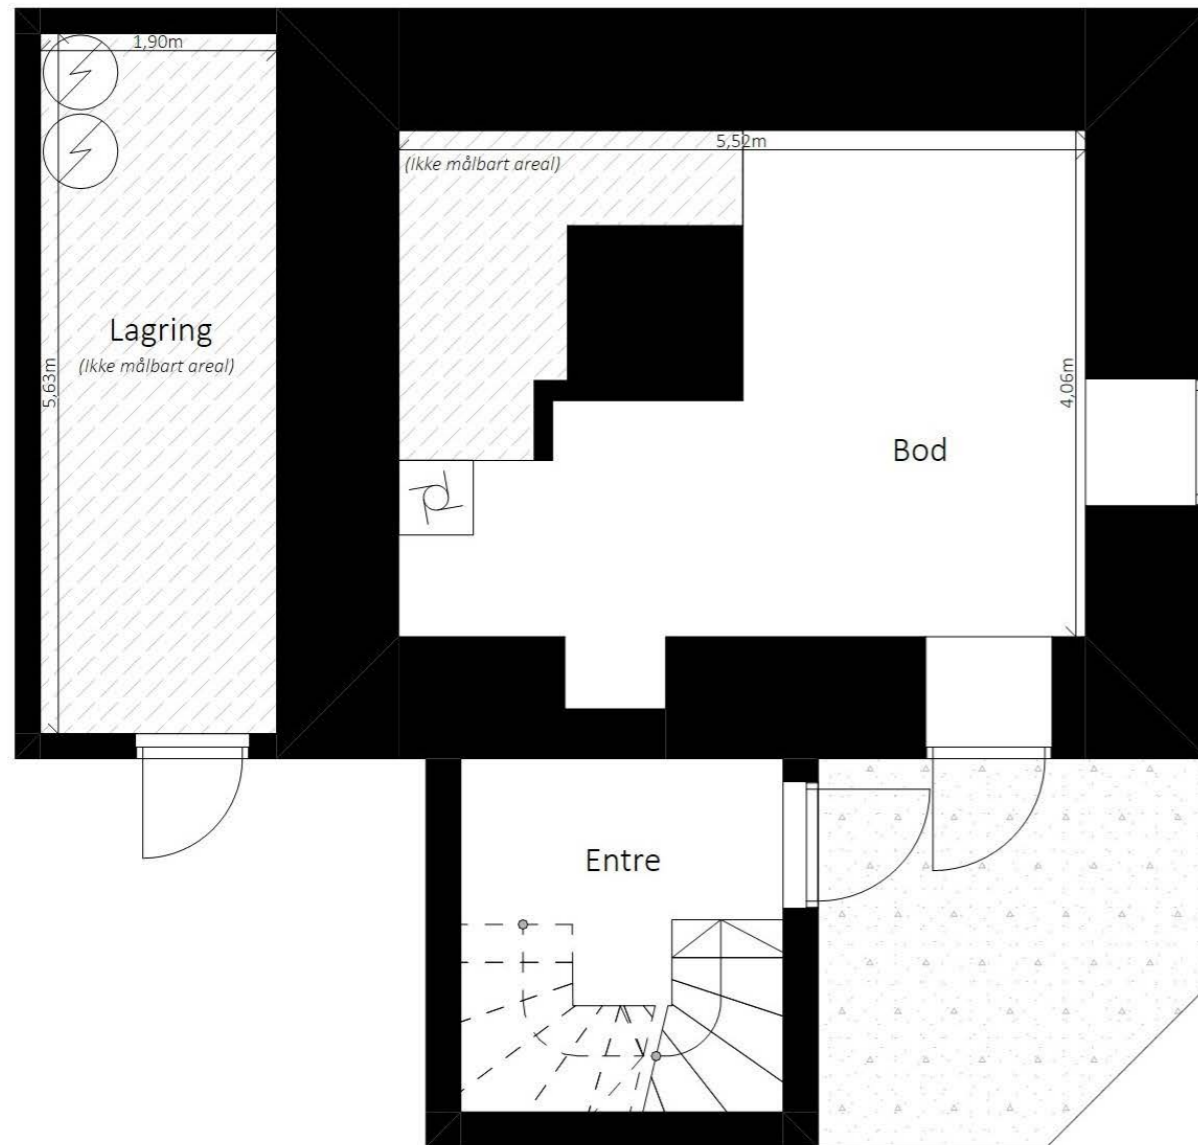 1,90m
5,52m
(Ikke målbart areal)
Lagring
(Ikke målbart areal)
5,63m
4,06m
Bod
Entre